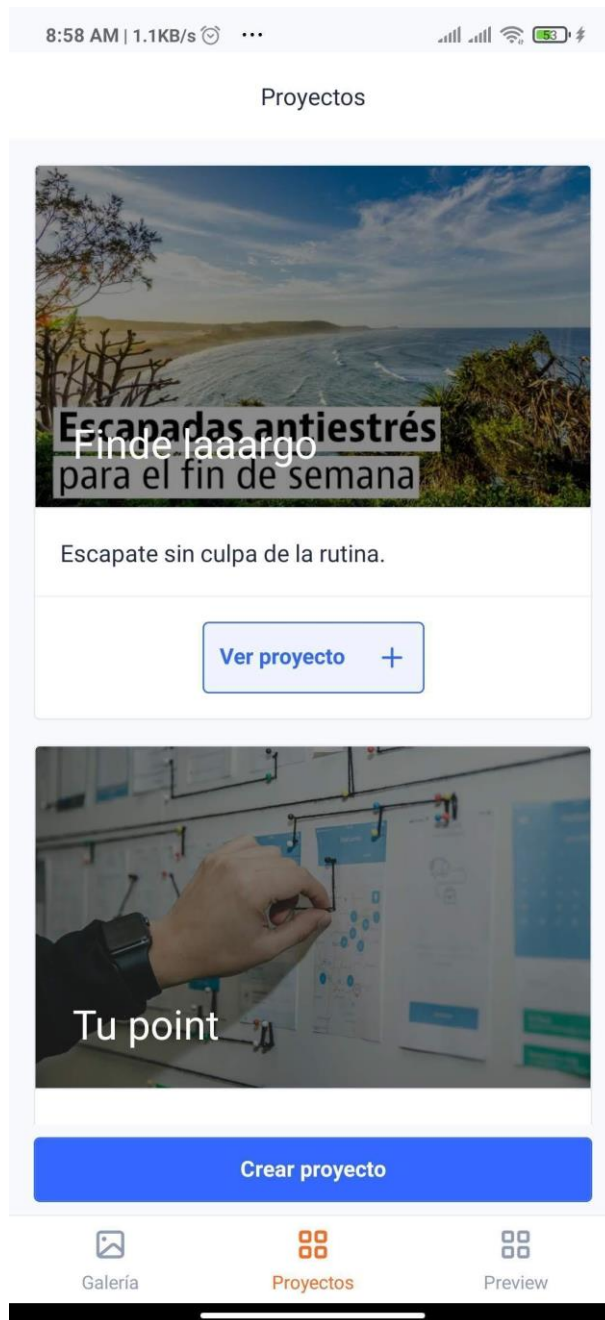 8:58 AM | 1.1KB/s
53
Proyectos
Escapadas antiestrés
Finde laaargo
para el fin de semana
Escapate sin culpa de la rutina.
Ver proyecto +
Tu point
Crear proyecto
Galería Proyectos Preview